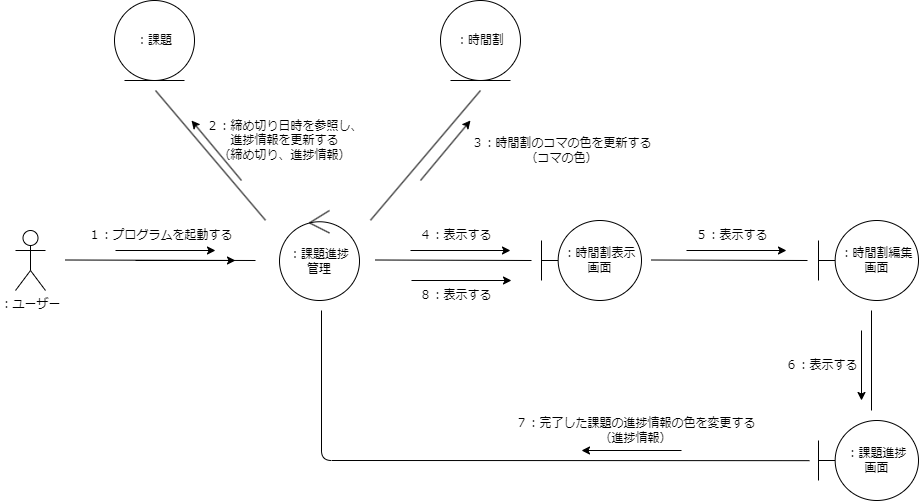 ：課題
：時間割
２：締め切り日時を参照し、
進捗情報を更新する
（締め切り、進捗情報）
３：時間割のコマの色を更新する
（コマの色）
１：プログラムを起動する
：ユーザー
：課題進捗
管理
４：表示する
８：表示する
：時間割表示
画面
５：表示する
：時間割編集
画面
６：表示する
７：完了した課題の進捗情報の色を変更する
（進捗情報）
：課題進捗
画面